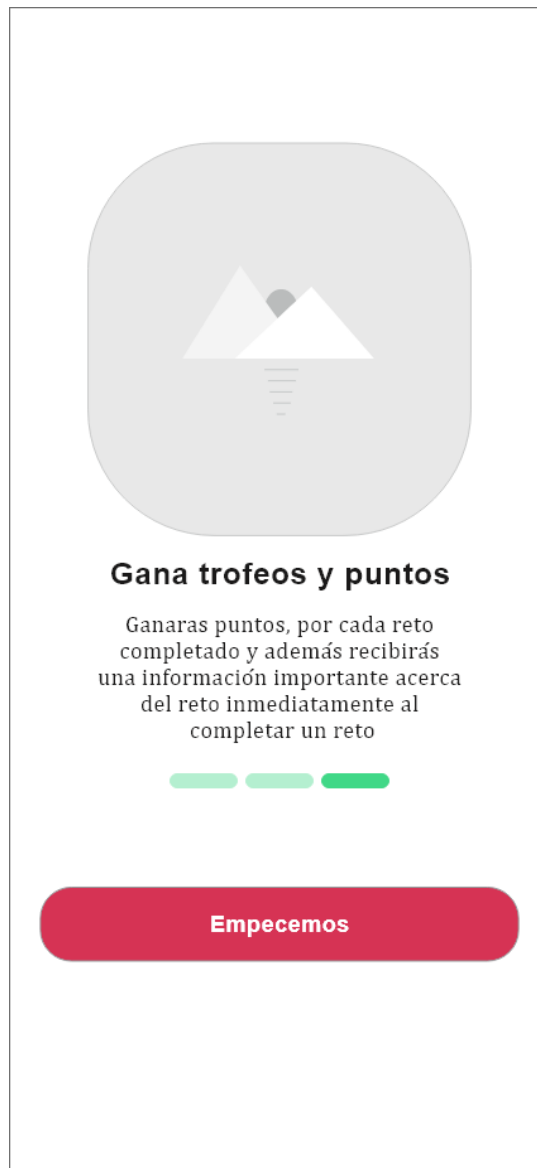 Gana trofeos y puntos
Ganaras puntos, por cada reto
completado y además recibirás
una información importante acerca
del reto inmediatamente al
completar un reto
Empecemos